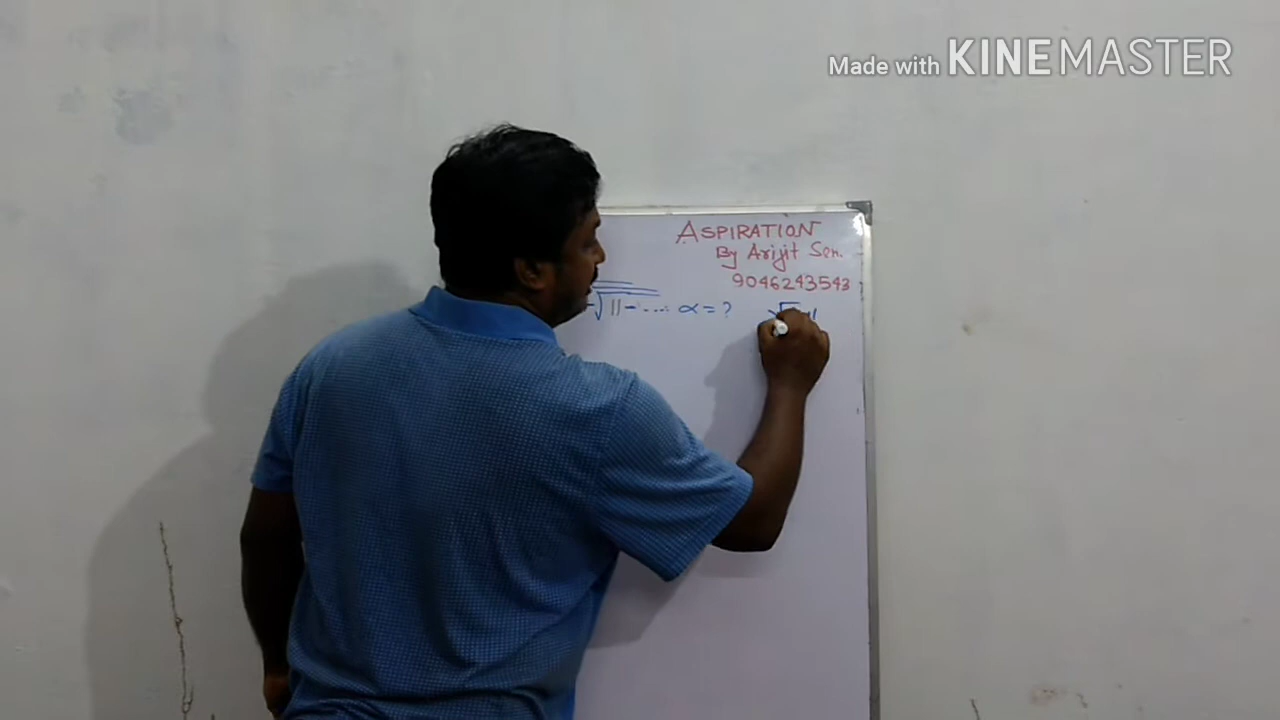 Made with KINEMASTER
ASPIRATION
By Arijit Sen.
9046243543
-√11-....α=?